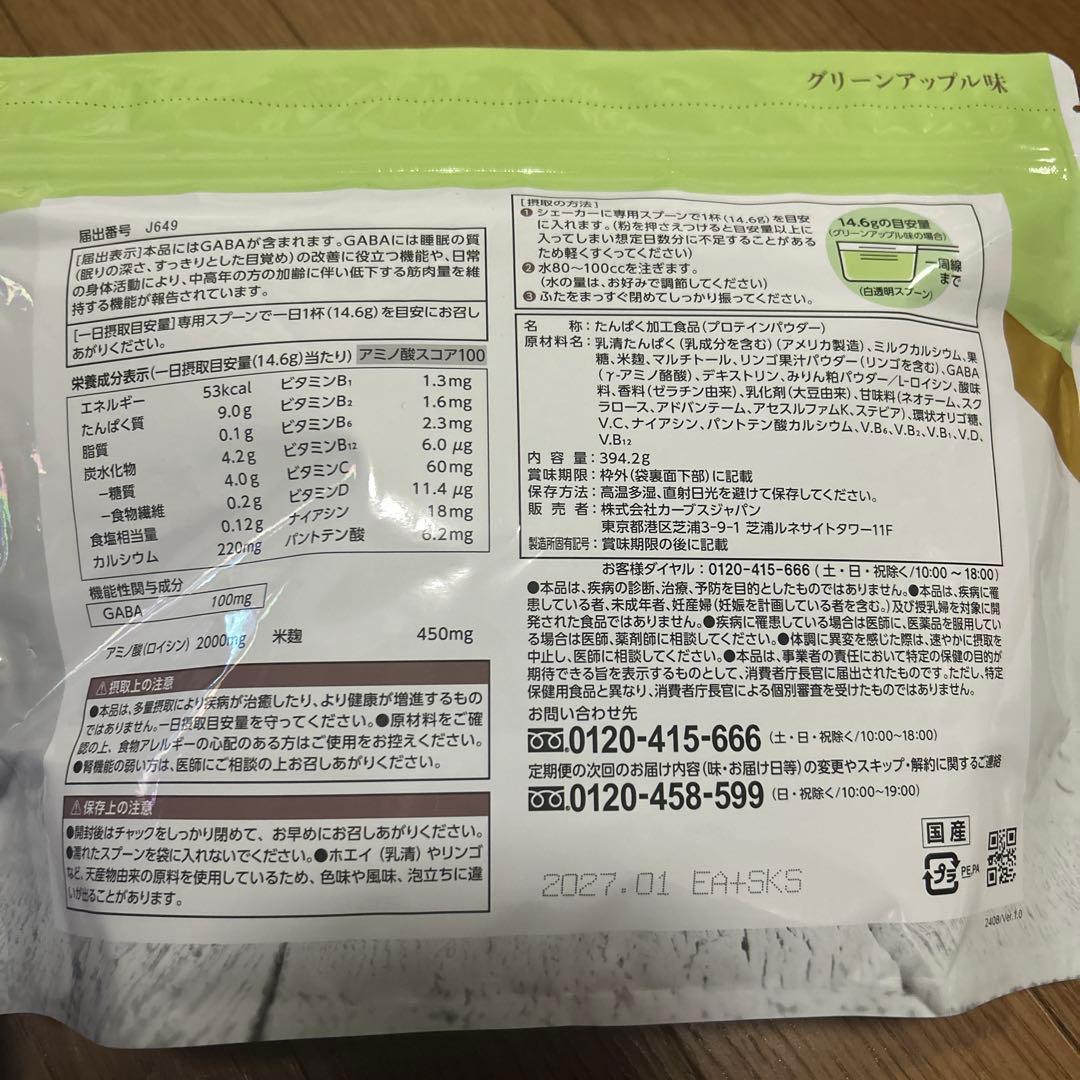 グリーンアップル味
届出番号 J649
[届出表示]本品にはGABAが含まれます。GABAには睡眠の質
(眠りの深さ、すっきりとした目覚め)の改善に役立つ機能や、日常
の身体活動により、中高年の方の加齢に伴い低下する筋肉量を維
持する機能が報告されています。
[一日摂取目安量]専用スプーンで一日1杯(14.6g)を目安にお召し
あがりください。
栄養成分表示(一日摂取目安量(14.6g)当たり) アミノ酸スコア100
エネルギー 53kcal
たんぱく質 9.0g
脂質 0.1g
炭水化物 4.2g
−糖質 4.0g
−食物繊維 0.2g
食塩相当量 0.12g
カルシウム 220mg
ビタミンB₁ 1.3mg
ビタミンB₂ 1.6mg
ビタミンB₆ 2.3mg
ビタミンB₁₂ 6.0μg
ビタミンC 60mg
ビタミンD 11.4μg
ナイアシン 18mg
パントテン酸 6.2mg
機能性関与成分
GABA 100mg
アミノ酸(ロイシン) 2000mg 米麹 450mg
⚠摂取上の注意
●本品は、多量摂取により疾病が治癒したり、より健康が増進するもの
ではありません。一日摂取目安量を守ってください。●原材料をご確
認の上、食物アレルギーの心配のある方はご使用をお控えください。
●腎機能の弱い方は、医師にご相談の上お召しあがりください。
⚠保存上の注意
●開封後はチャックをしっかり閉めて、お早めにお召しあがりください。
●濡れたスプーンを袋に入れないでください。●ホエイ(乳清)やリンゴ
など、天産物由来の原料を使用しているため、色味や風味、泡立ちに違
いが出ることがあります。
[摂取の方法]
❶シェーカーに専用スプーンで1杯(14.6g)を目安
に入れます。(粉を押さえつけると目安量以上に
入ってしまい想定日数分に不足することがある
ため軽くすくってください)
❷水80〜100ccを注ぎます。
(水の量は、お好みで調節してください)
❸ふたをまっすぐ閉めてしっかり振ってください。
14.6gの目安量
(グリーンアップル味の場合)
一周線
まで
(白透明スプーン)
名称:たんぱく加工食品(プロテインパウダー)
原材料名:乳清たんぱく(乳成分を含む)(アメリカ製造)、ミルクカルシウム、果
糖、米麹、マルチトール、リンゴ果汁パウダー(リンゴを含む)、GABA
(γ-アミノ酪酸)、デキストリン、みりん粕パウダー/L-ロイシン、酸味
料、香料(ゼラチン由来)、乳化剤(大豆由来)、甘味料(ネオテーム、スク
ラロース、アドバンテーム、アセスルファムK、ステビア)、環状オリゴ糖、
V.C、ナイアシン、パントテン酸カルシウム、V.B₆、V.B₂、V.B₁、V.D、
V.B₁₂
内容量:394.2g
賞味期限:枠外(袋裏面下部)に記載
保存方法:高温多湿、直射日光を避けて保存してください。
販売者:株式会社カーブスジャパン
東京都港区芝浦3-9-1 芝浦ルネサイトタワー11F
製造所固有記号:賞味期限の後に記載
お客様ダイヤル:0120-415-666(土・日・祝除く/10:00〜18:00)
●本品は、疾病の診断、治療、予防を目的としたものではありません。●本品は、疾病に罹
患している者、未成年者、妊産婦(妊娠を計画している者を含む。)及び授乳婦を対象に開
発された食品ではありません。●疾病に罹患している場合は医師に、医薬品を服用してい
る場合は医師、薬剤師に相談してください。●体調に異変を感じた際は、速やかに摂取を
中止し、医師に相談してください。●本品は、事業者の責任において特定の保健の目的が
期待できる旨を表示するものとして、消費者庁長官に届出されたものです。ただし、特定
保健用食品と異なり、消費者庁長官による個別審査を受けたものではありません。
お問い合わせ先
0120-415-666(土・日・祝除く/10:00~18:00)
定期便の次回のお届け内容(味・お届け日等)の変更やスキップ・解約に関するご連絡
0120-458-599(日・祝除く/10:00~19:00)
国産
プラ PE,PA
2027.01 EA+SKS
2408/Ver.1.0